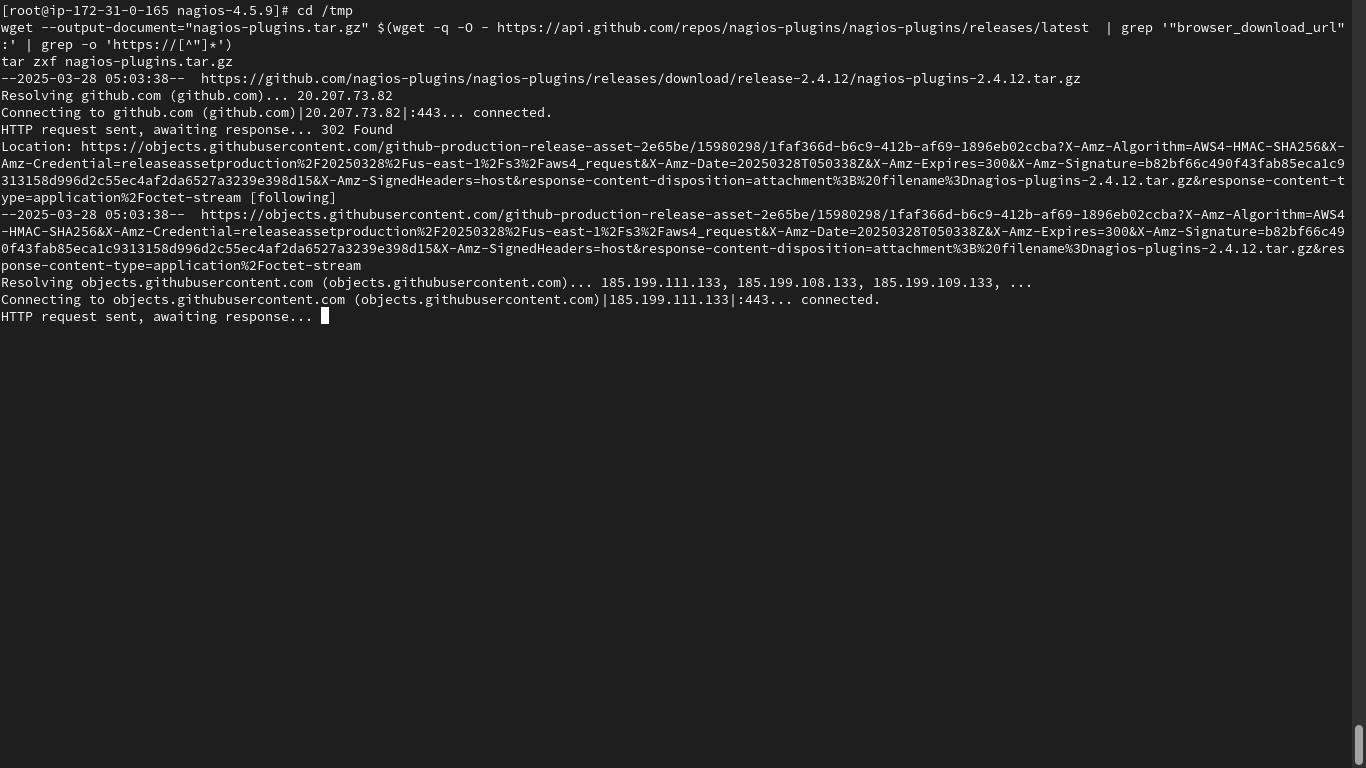 [root@ip-172-31-0-165 nagios-4.5.9]# cd /tmp
wget --output-document="nagios-plugins.tar.gz" $(wget -q -O - https://api.github.com/repos/nagios-plugins/nagios-plugins/releases/latest  | grep '"browser_download_url"
:' | grep -o 'https://[^"]*')
tar zxf nagios-plugins.tar.gz
--2025-03-28 05:03:38--  https://github.com/nagios-plugins/nagios-plugins/releases/download/release-2.4.12/nagios-plugins-2.4.12.tar.gz
Resolving github.com (github.com)... 20.207.73.82
Connecting to github.com (github.com)|20.207.73.82|:443... connected.
HTTP request sent, awaiting response... 302 Found
Location: https://objects.githubusercontent.com/github-production-release-asset-2e65be/15980298/1faf366d-b6c9-412b-af69-1896eb02ccba?X-Amz-Algorithm=AWS4-HMAC-SHA256&X-
Amz-Credential=releaseassetproduction%2F20250328%2Fus-east-1%2Fs3%2Faws4_request&X-Amz-Date=20250328T050338Z&X-Amz-Expires=300&X-Amz-Signature=b82bf66c490f43fab85eca1c9
313158d996d2c55ec4af2da6527a3239e398d15&X-Amz-SignedHeaders=host&response-content-disposition=attachment%3B%20filename%3Dnagios-plugins-2.4.12.tar.gz&response-content-t
ype=application%2Foctet-stream [following]
--2025-03-28 05:03:38--  https://objects.githubusercontent.com/github-production-release-asset-2e65be/15980298/1faf366d-b6c9-412b-af69-1896eb02ccba?X-Amz-Algorithm=AWS4
-HMAC-SHA256&X-Amz-Credential=releaseassetproduction%2F20250328%2Fus-east-1%2Fs3%2Faws4_request&X-Amz-Date=20250328T050338Z&X-Amz-Expires=300&X-Amz-Signature=b82bf66c49
0f43fab85eca1c9313158d996d2c55ec4af2da6527a3239e398d15&X-Amz-SignedHeaders=host&response-content-disposition=attachment%3B%20filename%3Dnagios-plugins-2.4.12.tar.gz&res
ponse-content-type=application%2Foctet-stream
Resolving objects.githubusercontent.com (objects.githubusercontent.com)... 185.199.111.133, 185.199.108.133, 185.199.109.133, ...
Connecting to objects.githubusercontent.com (objects.githubusercontent.com)|185.199.111.133|:443... connected.
HTTP request sent, awaiting response...